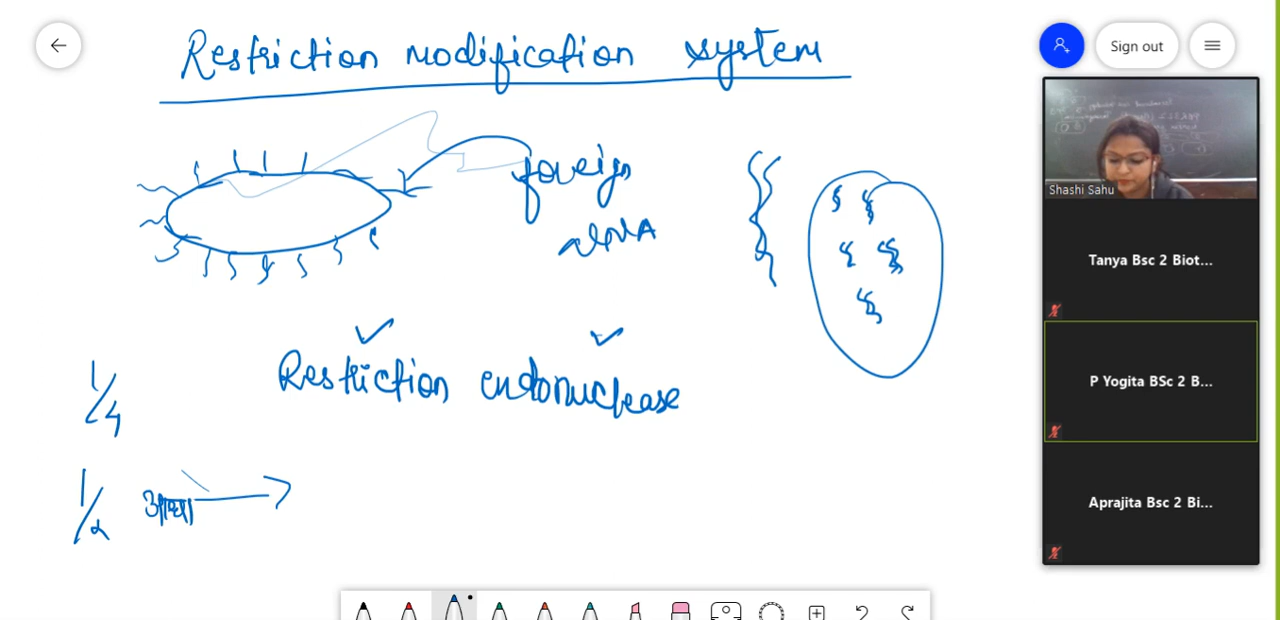 Restriction modification system
Sign out
foreign
DNA
Shashi Sahu
Tanya Bsc 2 Biot...
Restriction endonuclease
1/4
P Yogita BSc 2 B...
1/2
Aprajita Bsc 2 Bi...